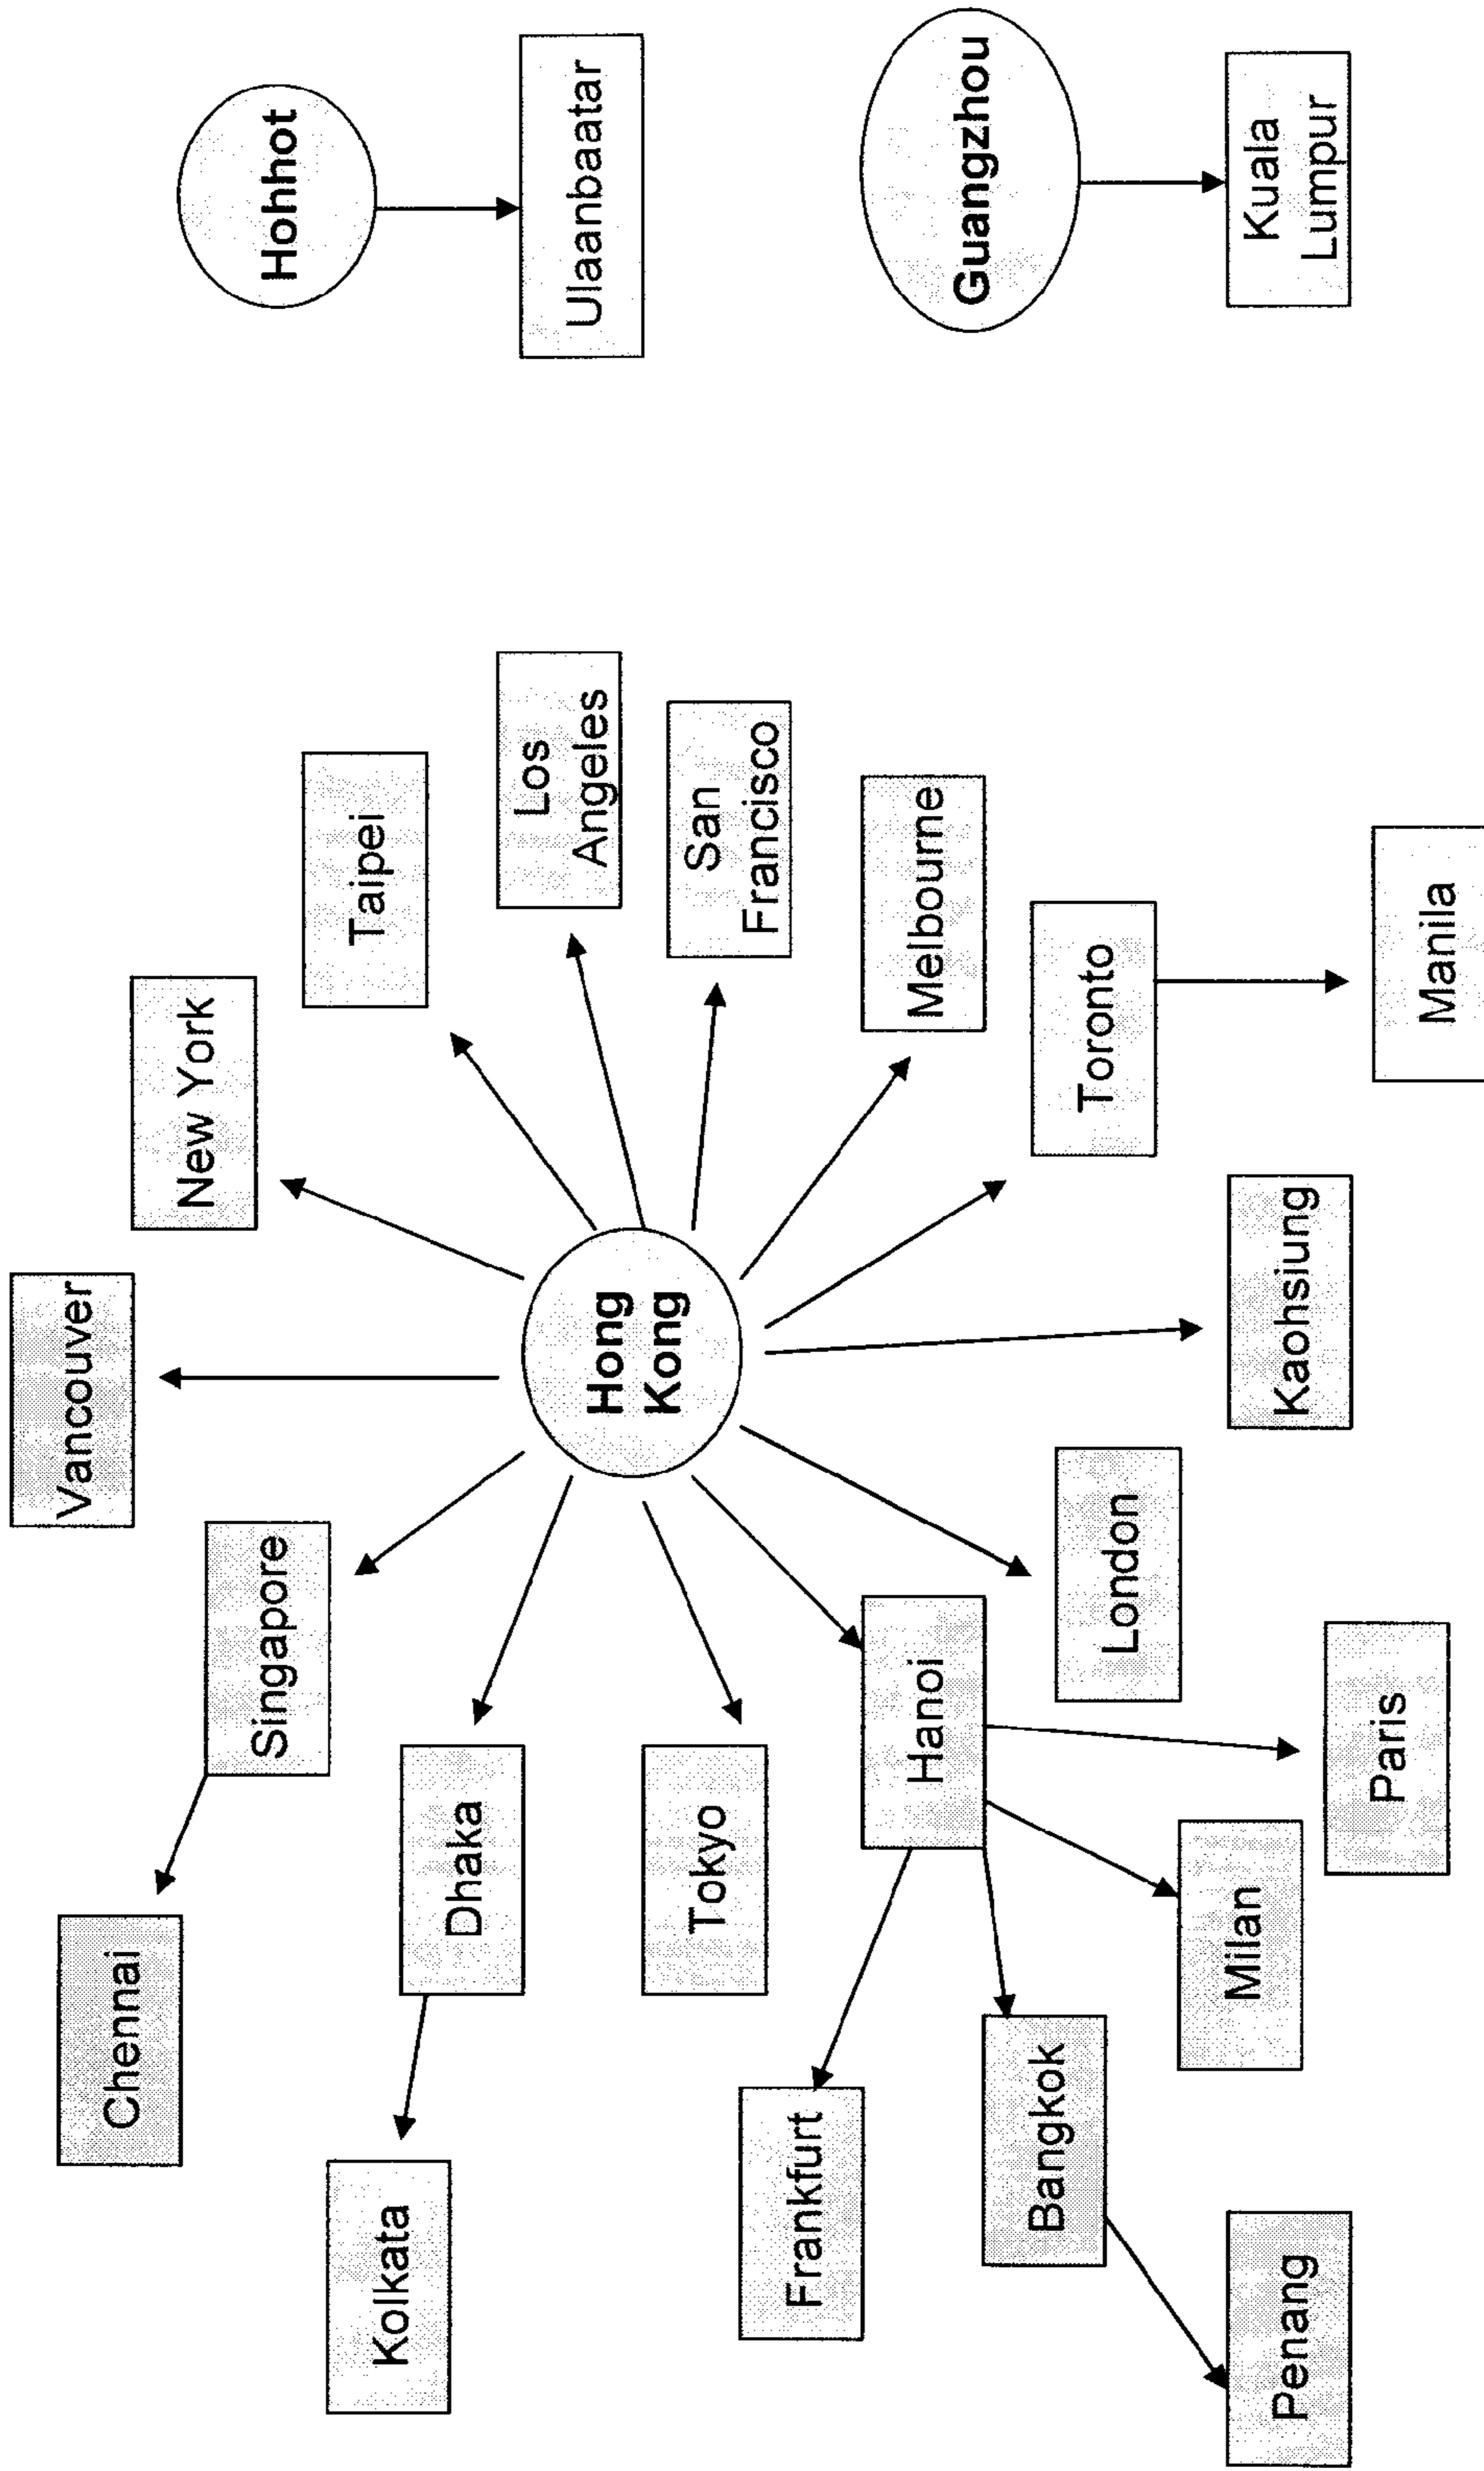 Vancouver
Chennai
New York
Singapore
Taipei
Hohhot
Kolkata
Dhaka
Los
Angeles
Ulaanbaatar
Hong
Kong
Tokyo
San
Francisco
Frankfurt
Hanoi
Melbourne
Guangzhou
Bangkok
London
Toronto
Milan
Kaohsiung
Kuala
Lumpur
Penang
Paris
Manila